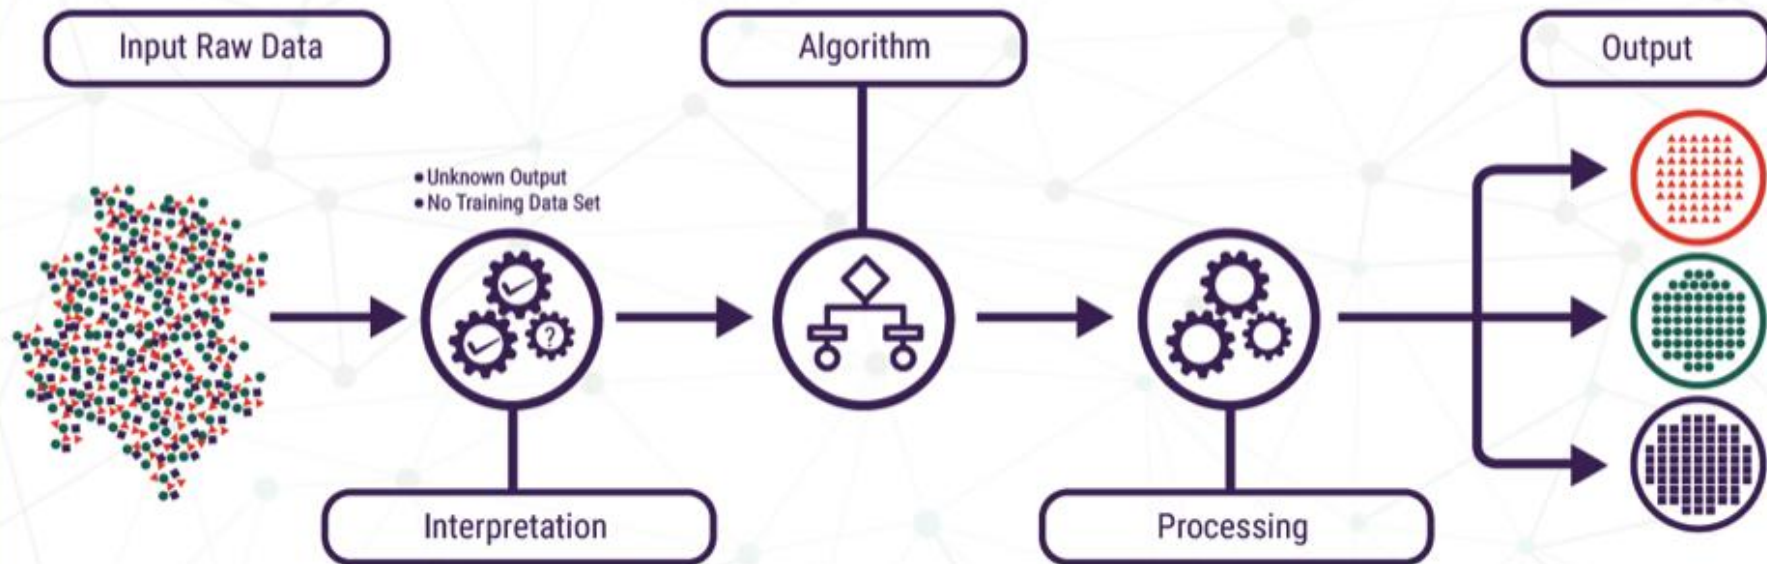 Input Raw Data
Algorithm
Output
• Unknown Output
• No Training Data Set
?
Interpretation
Processing